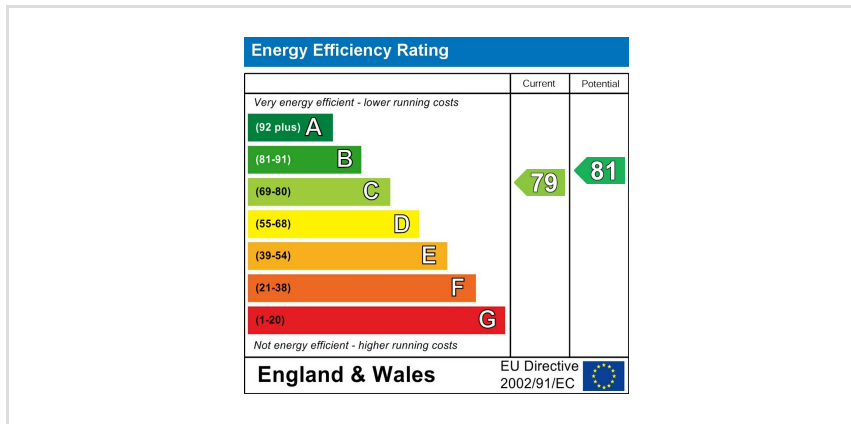 Energy Efficiency Rating
Current Potential
Very energy efficient - lower running costs
(92 plus) A
(81-91) B
(69-80) C
(55-68) D
(39-54) E
(21-38) F
(1-20) G
79
81
Not energy efficient - higher running costs
England & Wales
EU Directive
2002/91/EC